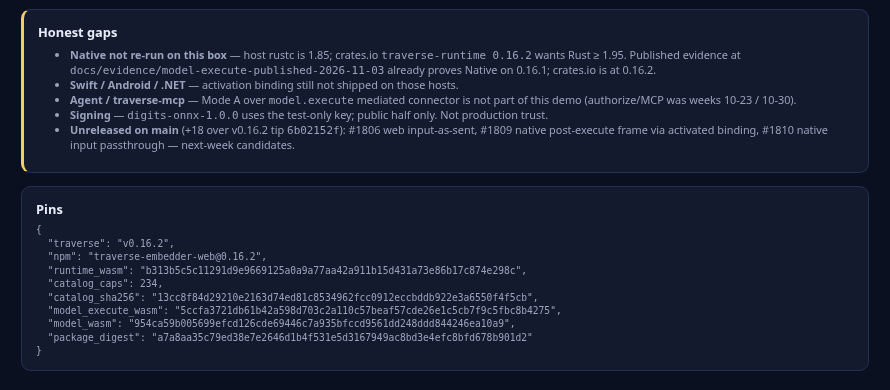 Honest gaps
• Native not re-run on this box — host rustc is 1.85; crates.io traverse-runtime 0.16.2 wants Rust ≥ 1.95. Published evidence at
docs/evidence/model-execute-published-2026-11-03 already proves Native on 0.16.1; crates.io is at 0.16.2.
• Swift / Android / .NET — activation binding still not shipped on those hosts.
• Agent / traverse-mcp — Mode A over model.execute mediated connector is not part of this demo (authorize/MCP was weeks 10-23 / 10-30).
• Signing — digits-onnx-1.0.0 uses the test-only key; public half only. Not production trust.
• Unreleased on main (+18 over v0.16.2 tip 6b02152f): #1806 web input-as-sent, #1809 native post-execute frame via activated binding, #1810 native
input passthrough — next-week candidates.
Pins
{
  "traverse": "v0.16.2",
  "npm": "traverse-embedder-web@0.16.2",
  "runtime_wasm": "b313b5c5c11291d9e9669125a0a9a77aa42a911b15d431a73e86b17c874e298c",
  "catalog_caps": 234,
  "catalog_sha256": "13cc8f84d29210e2163d74ed81c8534962fcc0912eccbddb922e3a6550f4f5cb",
  "model_execute_wasm": "5ccfa3721db61b42a598d703c2a110c57beaf57cde26e1c5cb7f9c5fbc8b4275",
  "model_wasm": "954ca59b005699efcd126cde69446c7a935bfccd9561dd248ddd844246ea10a9",
  "package_digest": "a7a8aa35c79ed38e7e2646d1b4f531e5d3167949ac8bd3e4efc8bfd678b901d2"
}